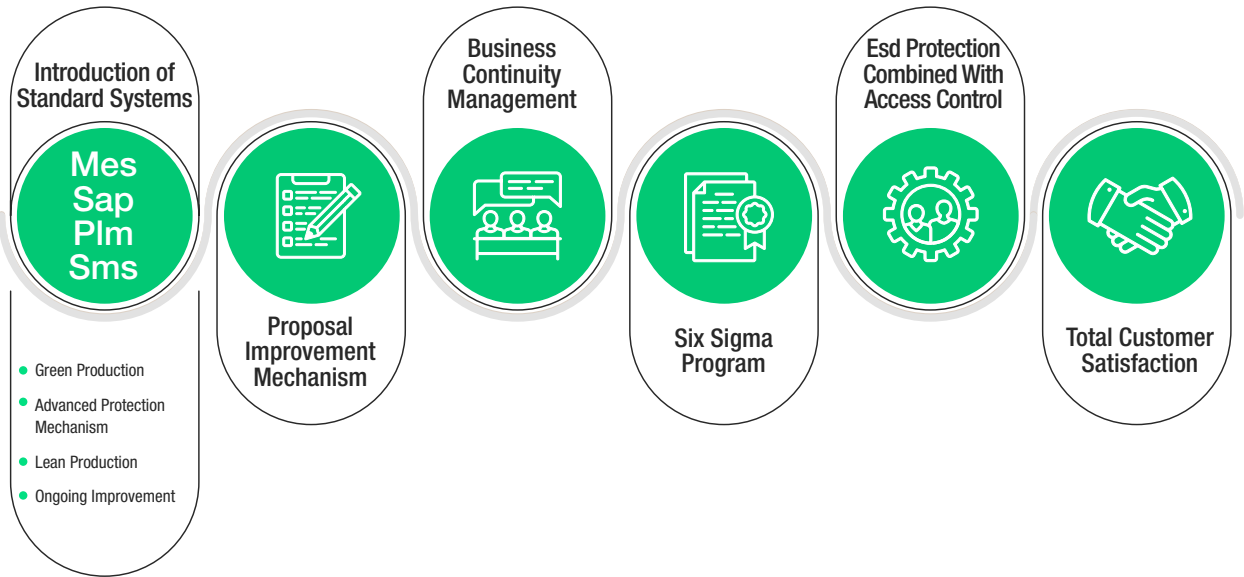 Introduction of
Standard Systems
Mes
Sap
Plm
Sms
Green Production
Advanced Protection
Mechanism
Lean Production
Ongoing Improvement
Proposal
Improvement
Mechanism
Business
Continuity
Management
Six Sigma
Program
Esd Protection
Combined With
Access Control
Total Customer
Satisfaction